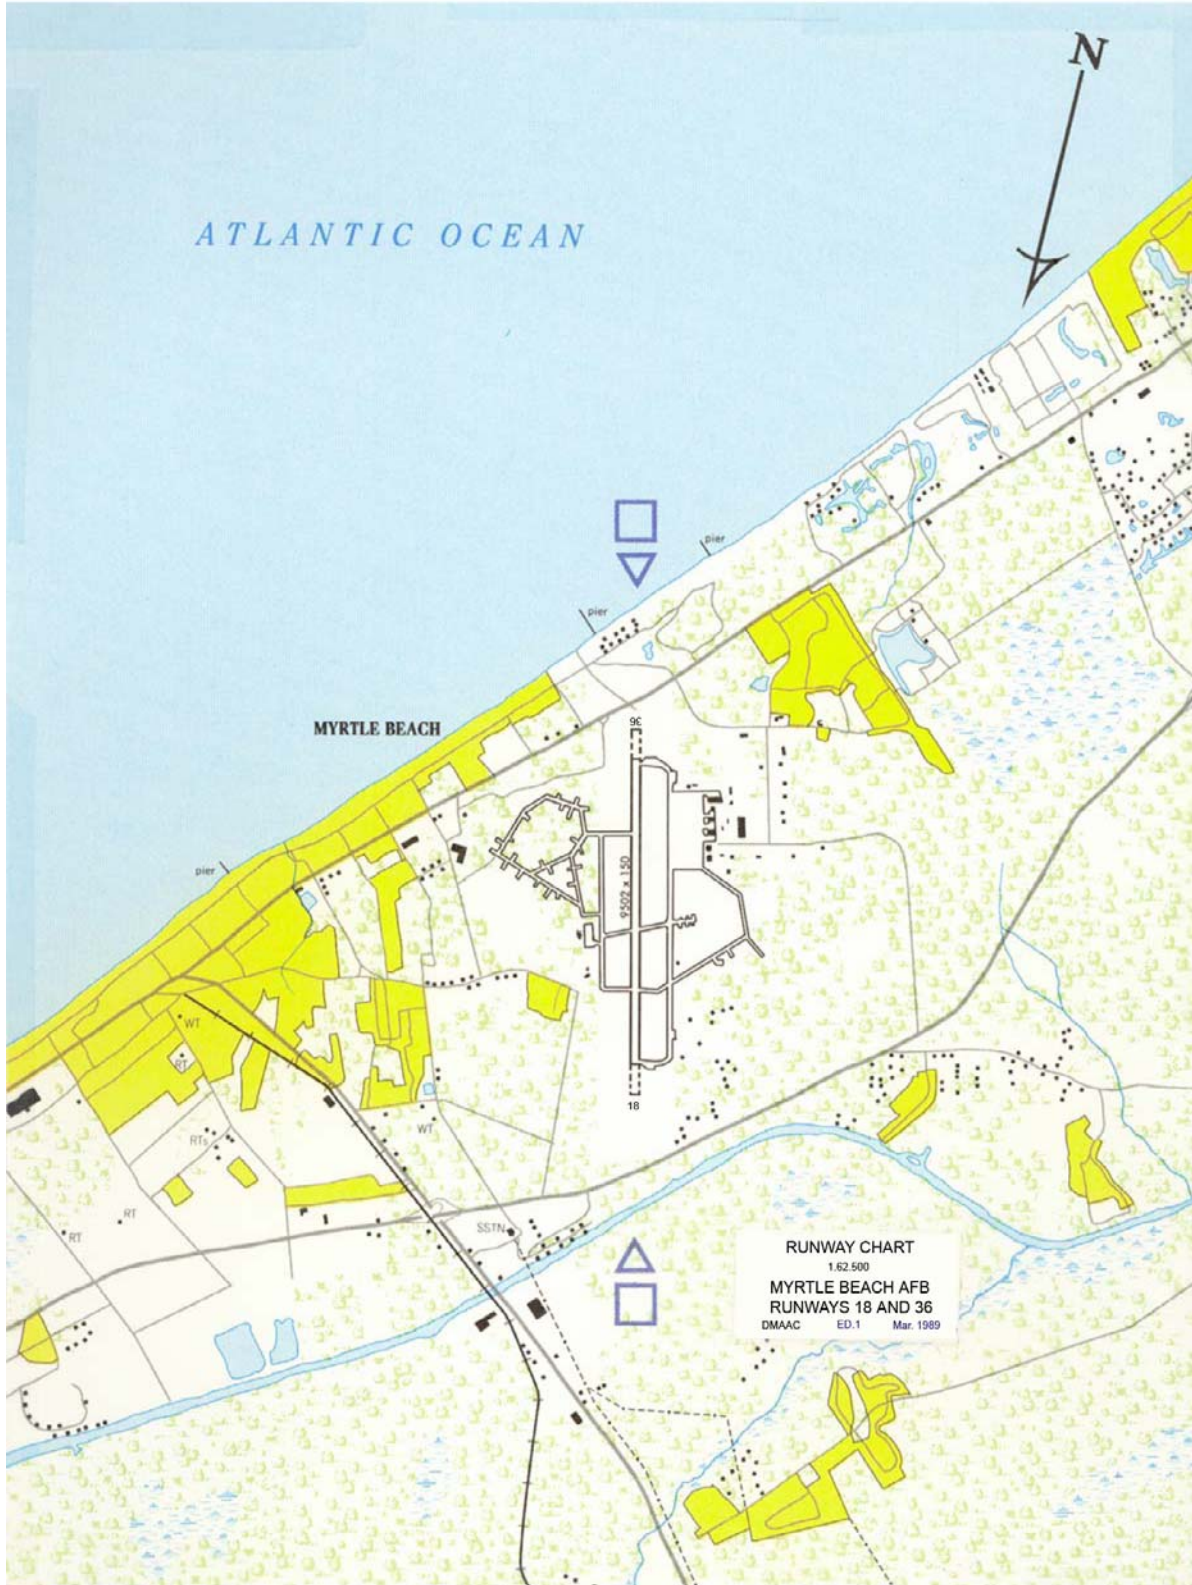 N
ATLANTIC OCEAN
pier
pier
MYRTLE BEACH
36
9502 x 150
pier
WT
RT
18
WT
RTs
RT
RT
SSTN
RUNWAY CHART
1.62.500
MYRTLE BEACH AFB
RUNWAYS 18 AND 36
DMAAC ED.1 Mar. 1989